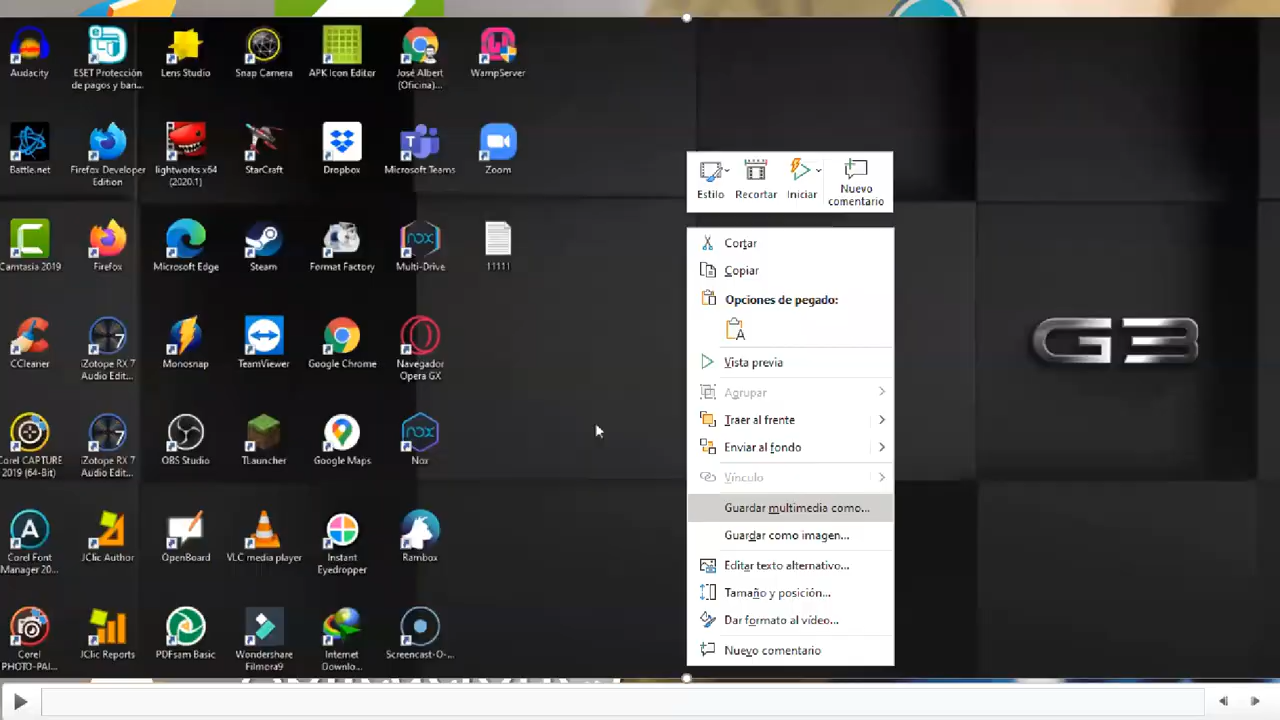 Audacity
ESET Protección
de pagos y ban...
Lens Studio
Snap Camera
APK Icon Editor
José Albert
(Oficina)...
WampServer
Battle.net
Firefox Developer
Edition
lightworks x64
(2020.1)
StarCraft
Dropbox
Microsoft Teams
Zoom
Camtasia 2019
Firefox
Microsoft Edge
Steam
Format Factory
nox
Multi-Drive
11111
CCleaner
7
iZotope RX 7
Audio Edit...
Monosnap
TeamViewer
Google Chrome
Navegador
Opera GX
Corel CAPTURE
2019 (64-Bit)
7
iZotope RX 7
Audio Edit...
OBS Studio
TLauncher
Google Maps
nox
Nox
Corel Font
Manager 20...
JClic Author
OpenBoard
VLC media player
Instant
Eyedropper
Rambox
Corel
PHOTO-PAI...
JClic Reports
PDFsam Basic
Wondershare
Filmora9
Internet
Downlo...
Screencast-O-...
Estilo
Recortar
Iniciar
Nuevo
comentario
Cortar
Copiar
Opciones de pegado:
Vista previa
Agrupar
Traer al frente
Enviar al fondo
Vínculo
Guardar multimedia como...
Guardar como imagen...
Editar texto alternativo...
Tamaño y posición...
Dar formato al vídeo...
Nuevo comentario
G3